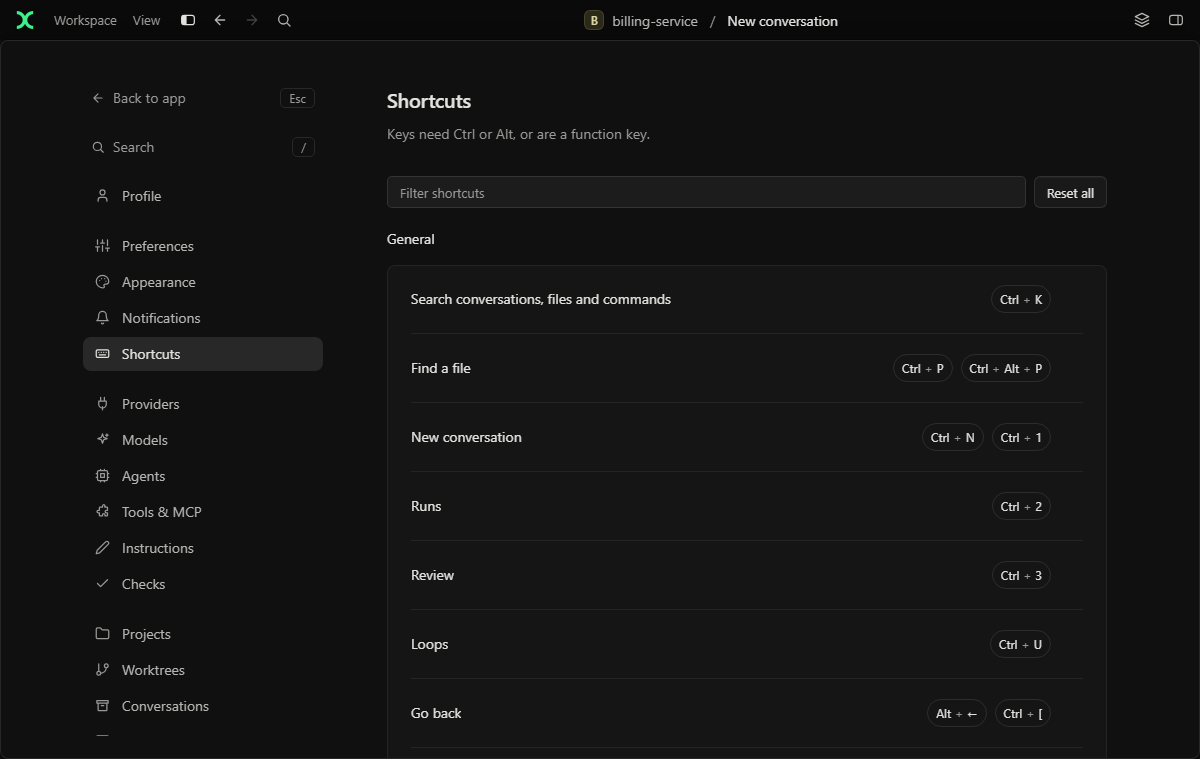 Workspace View B billing-service / New conversation
Back to app Esc
Search /
Profile
Preferences
Appearance
Notifications
Shortcuts
Providers
Models
Agents
Tools & MCP
Instructions
Checks
Projects
Worktrees
Conversations
Shortcuts
Keys need Ctrl or Alt, or are a function key.
Filter shortcuts Reset all
General
Search conversations, files and commands Ctrl + K
Find a file Ctrl + P Ctrl + Alt + P
New conversation Ctrl + N Ctrl + 1
Runs Ctrl + 2
Review Ctrl + 3
Loops Ctrl + U
Go back Alt + ← Ctrl + [